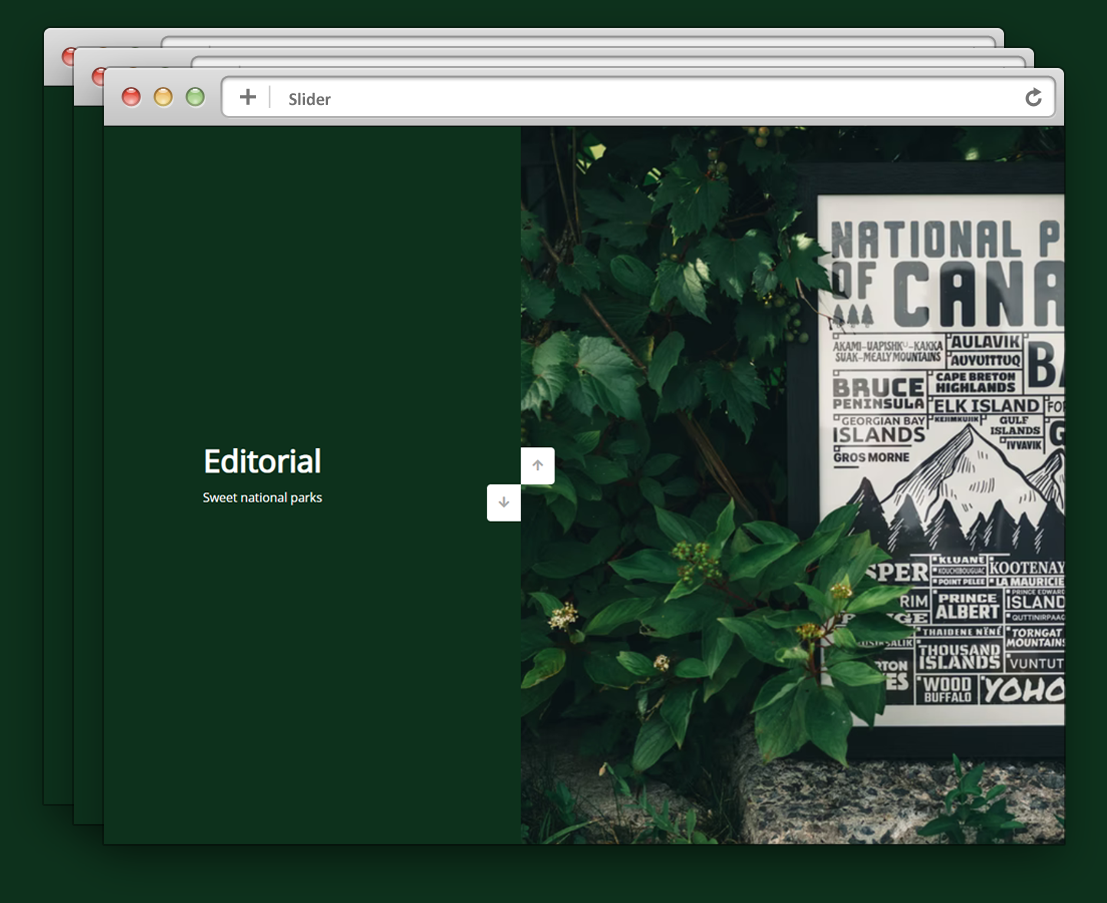 Slider
Editorial
Sweet national parks
NATIONAL P
OF CANA
AKAMI-UAPISHKU-KAKKA
SUAK-MEALY MOUNTAINS
AULAVIK
AUYUITTUQ
BRUCE
PENINSULA
CAPE BRETON
HIGHLANDS
ELK ISLAND
GEORGIAN BAY
ISLANDS
KEJIMKUJIK
GULF
ISLANDS
IVVAVIK
GROS MORNE
SPER
KLUANE
KOUCHIBOUGUAC
POINT PELEE
KOOTENAY
LA MAURICIE
RIM
PRINCE
ALBERT
PRINCE EDWARD
ISLAND
QUTTINIRPAAQ
THAIDENE NËNÉ
TORNGAT
MOUNTAINS
THOUSAND
ISLANDS
VUNTUT
WOOD
BUFFALO
YOHO